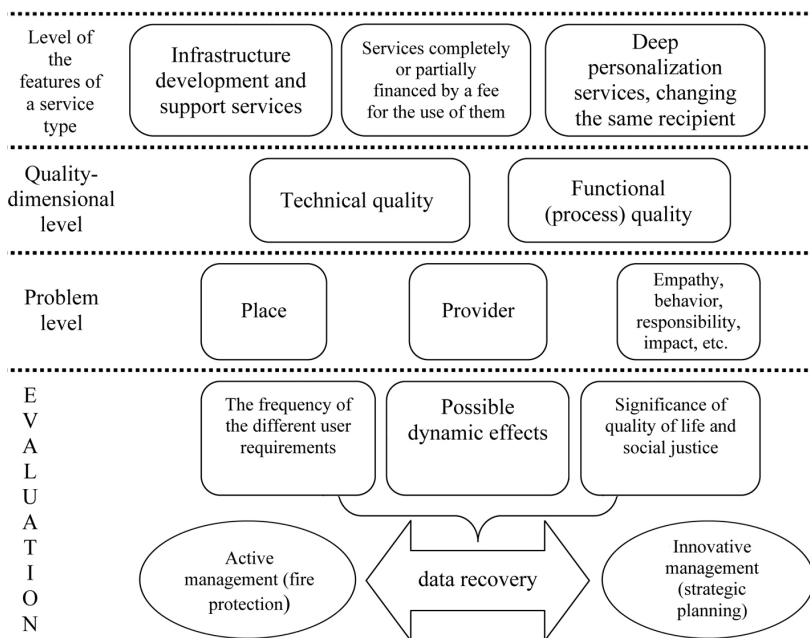 Level of
the
features of
a service
type
Infrastructure
development and
support services
Services completely
or partially
financed by a fee
for the use of them
Deep
personalization
services, changing
the same recipient
Quality-
dimensional
level
Technical quality
Functional
(process) quality
Problem
level
Place
Provider
Empathy,
behavior,
responsibility,
impact, etc.
E
V
A
L
U
A
T
I
O
N
The frequency of
the different user
requirements
Possible
dynamic effects
Significance of
quality of life and
social justice
Active
management (fire
protection)
data recovery
Innovative
management
(strategic
planning)